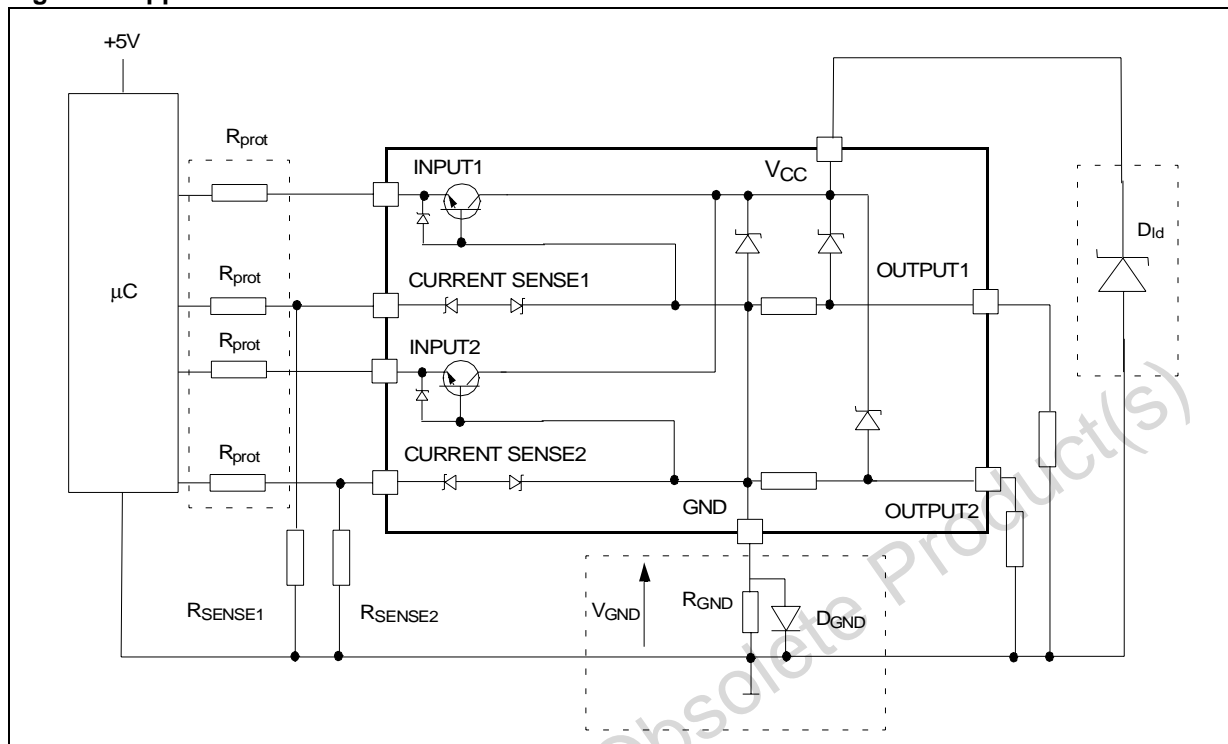 +5V
Rprot
INPUT1
VCC
Dld
Rprot
CURRENT SENSE1
OUTPUT1
μC
Rprot
INPUT2
Rprot
CURRENT SENSE2
GND
OUTPUT2
RSENSE1
RSENSE2
VGND
RGND
DGND
Obsolete Product(s)